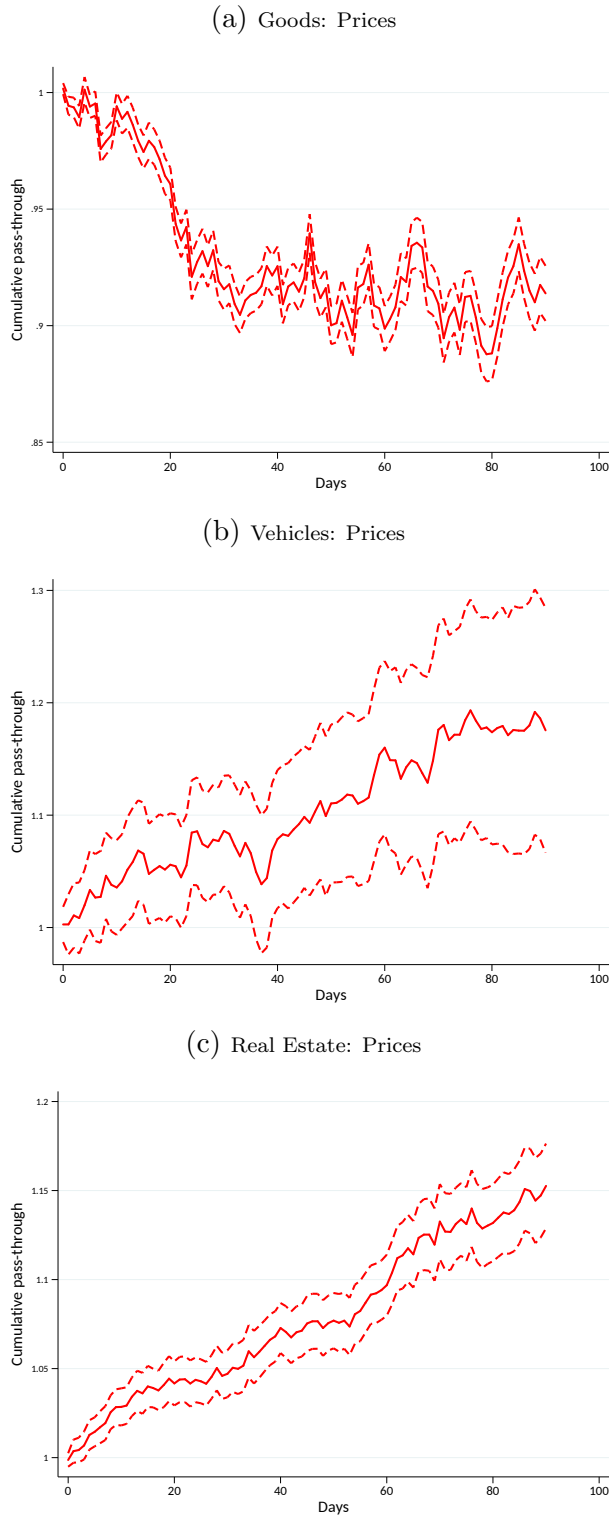 (a) Goods: Prices
Cumulative pass-through
1
.95
.9
.85
0 20 40 60 80 100
Days
(b) Vehicles: Prices
Cumulative pass-through
1.3
1.2
1.1
1
0 20 40 60 80 100
Days
(c) Real Estate: Prices
Cumulative pass-through
1.2
1.15
1.1
1.05
1
0 20 40 60 80 100
Days